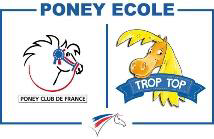 PONEY ECOLE
PONEY CLUB DE FRANCE
TROP TOP